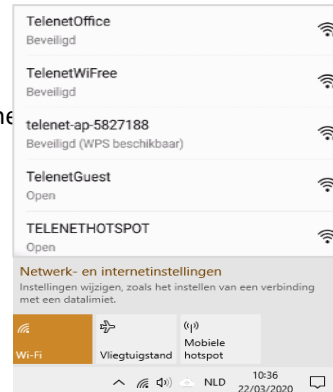 TelenetOffice
Beveiligd
TelenetWiFree
Beveiligd
telenet-ap-5827188
Beveiligd (WPS beschikbaar)
TelenetGuest
Open
TELENETHOTSPOT
Open
Netwerk- en internetinstellingen
Instellingen wijzigen, zoals het instellen van een verbinding
met een datalimiet.
Wi-Fi
Vliegtuigstand
Mobiele
hotspot
NLD
10:36
22/03/2020